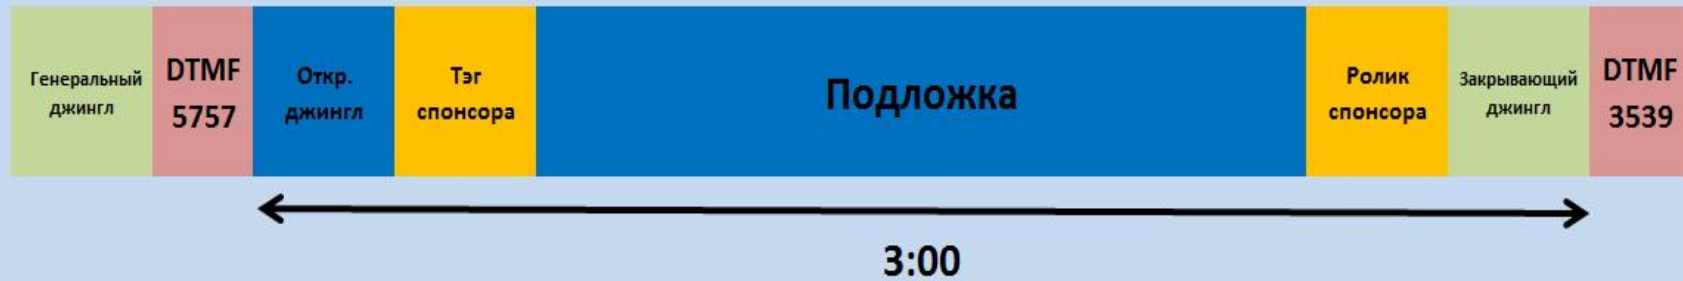 Генеральный
джингл
DTMF
5757
Откр.
джингл
Тэг
спонсора
Подложка
Ролик
спонсора
Закрывающий
джингл
DTMF
3539
3:00